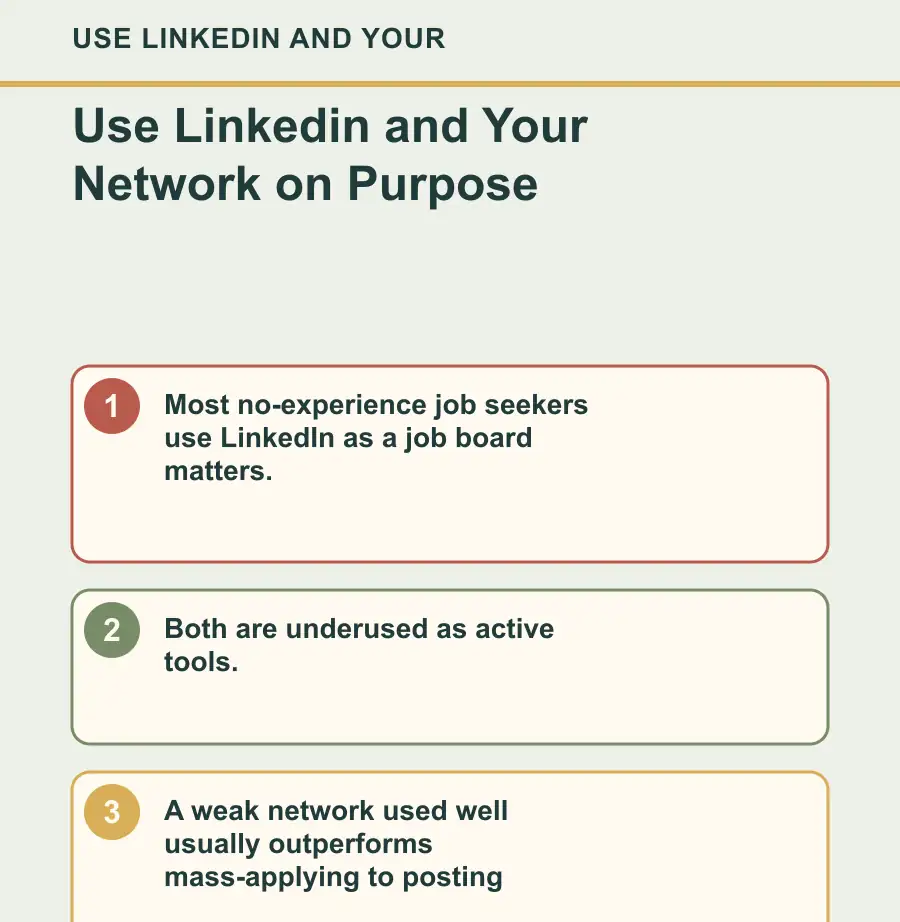 USE LINKEDIN AND YOUR
Use Linkedin and Your
Network on Purpose
1
Most no-experience job seekers
use LinkedIn as a job board
matters.
2
Both are underused as active
tools.
3
A weak network used well
usually outperforms
mass-applying to posting